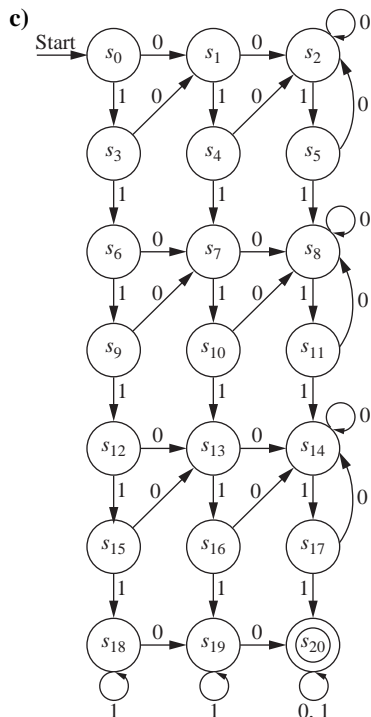 c)
0
Start s0 0 s1 0 s2
1 0 1 0 1 0
s3 s4 s5
1 1 1 0
s6 0 s7 0 s8
1 0 1 0 1 0
s9 s10 s11
1 1 1 0
s12 0 s13 0 s14
1 0 1 0 1 0
s15 s16 s17
1 1 1
s18 0 s19 0 s20
1 1 0, 1